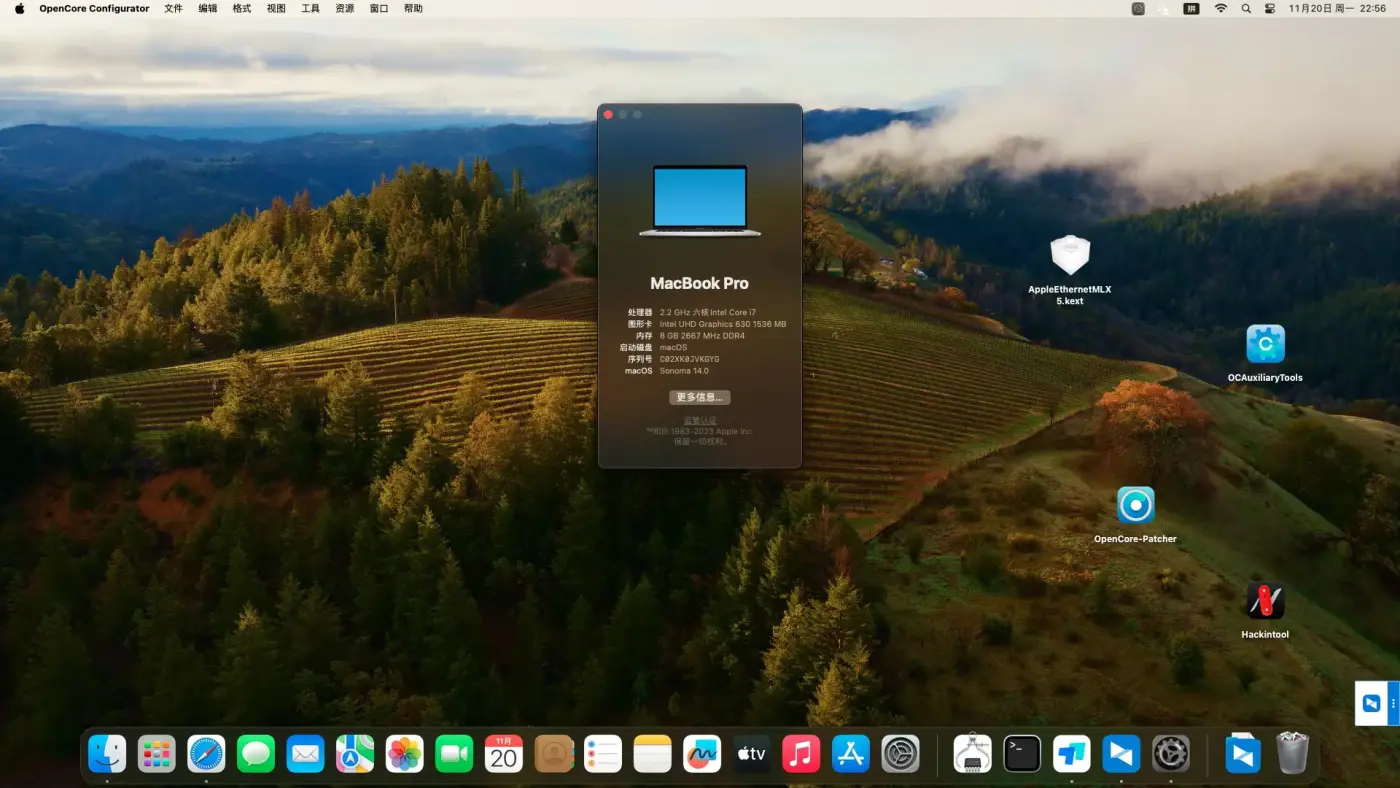 OpenCore Configurator 文件 编辑 格式 视图 工具 资源 窗口 帮助
拼
11月20日 周一 22:56
MacBook Pro
处理器 2.2 GHz 六核Intel Core i7
图形卡 Intel UHD Graphics 630 1536 MB
内存 8 GB 2667 MHz DDR4
启动磁盘 macOS
序列号 C02XK0JVKGYG
macOS Sonoma 14.0
更多信息...
监管认证
™和© 1983-2023 Apple Inc.
保留一切权利。
AppleEthernetMLX
5.kext
OCAuxiliaryTools
OpenCore-Patcher
Hackintool
11月
20
tv